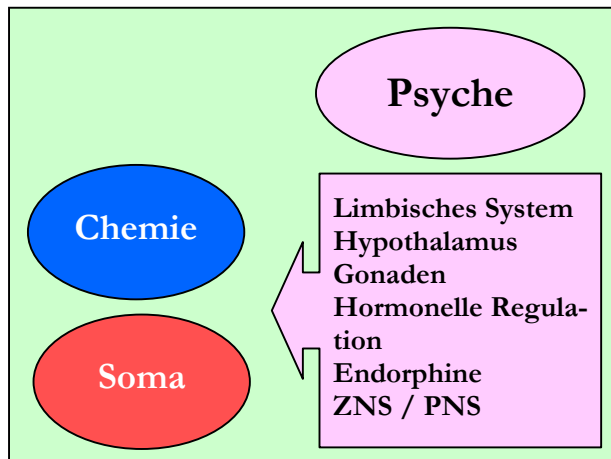 Psyche
Chemie
Soma
Limbisches System
Hypothalamus
Gonaden
Hormonelle Regula-
tion
Endorphine
ZNS / PNS